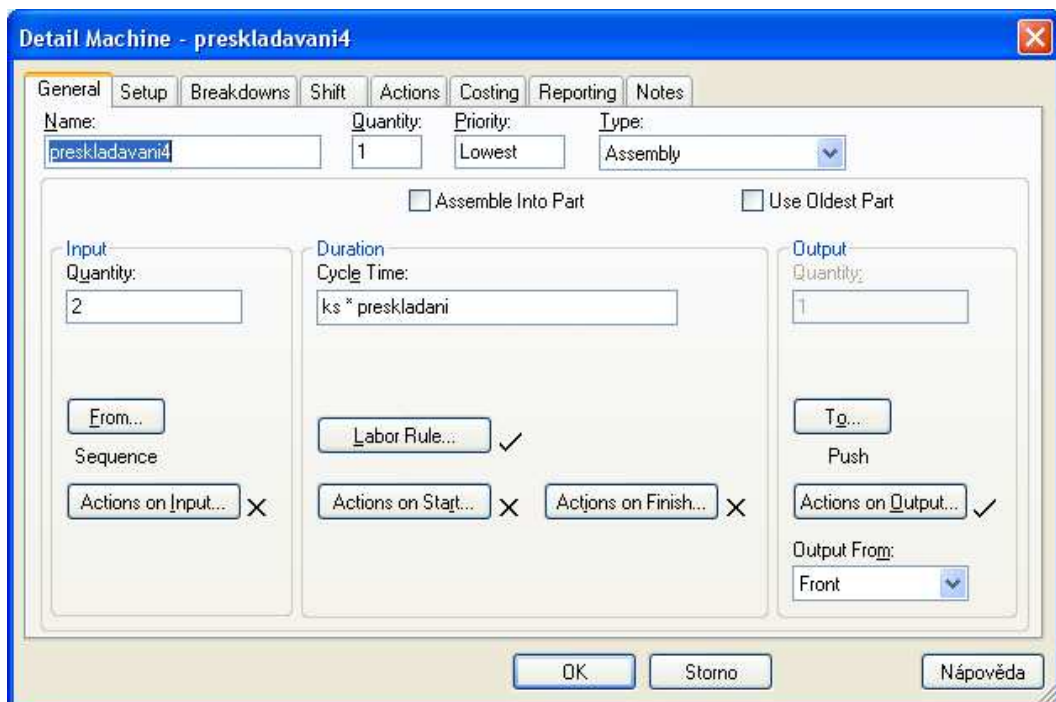 Detail Machine - preskladavani4
General Setup Breakdowns Shift Actions Costing Reporting Notes
Name: Quantity: Priority: Type:
preskladavani4 1 Lowest Assembly
Assemble Into Part Use Oldest Part
Input Duration Output
Quantity: Cycle Time: Quantity:
2 ks * preskladani 1
From... Labor Rule... To...
Sequence Push
Actions on Input... Actions on Start... Actions on Finish... Actions on Output...
Output From:
Front
OK Storno Nápověda